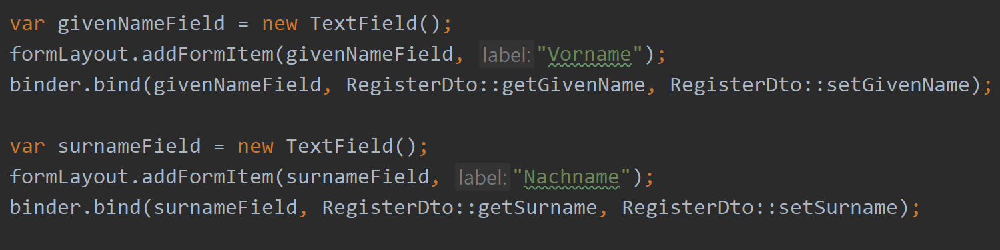 var givenNameField = new TextField();
formLayout.addFormItem(givenNameField, label: "Vorname");
binder.bind(givenNameField, RegisterDto::getGivenName, RegisterDto::setGivenName);
var surnameField = new TextField();
formLayout.addFormItem(surnameField, label: "Nachname");
binder.bind(surnameField, RegisterDto::getSurname, RegisterDto::setSurname);